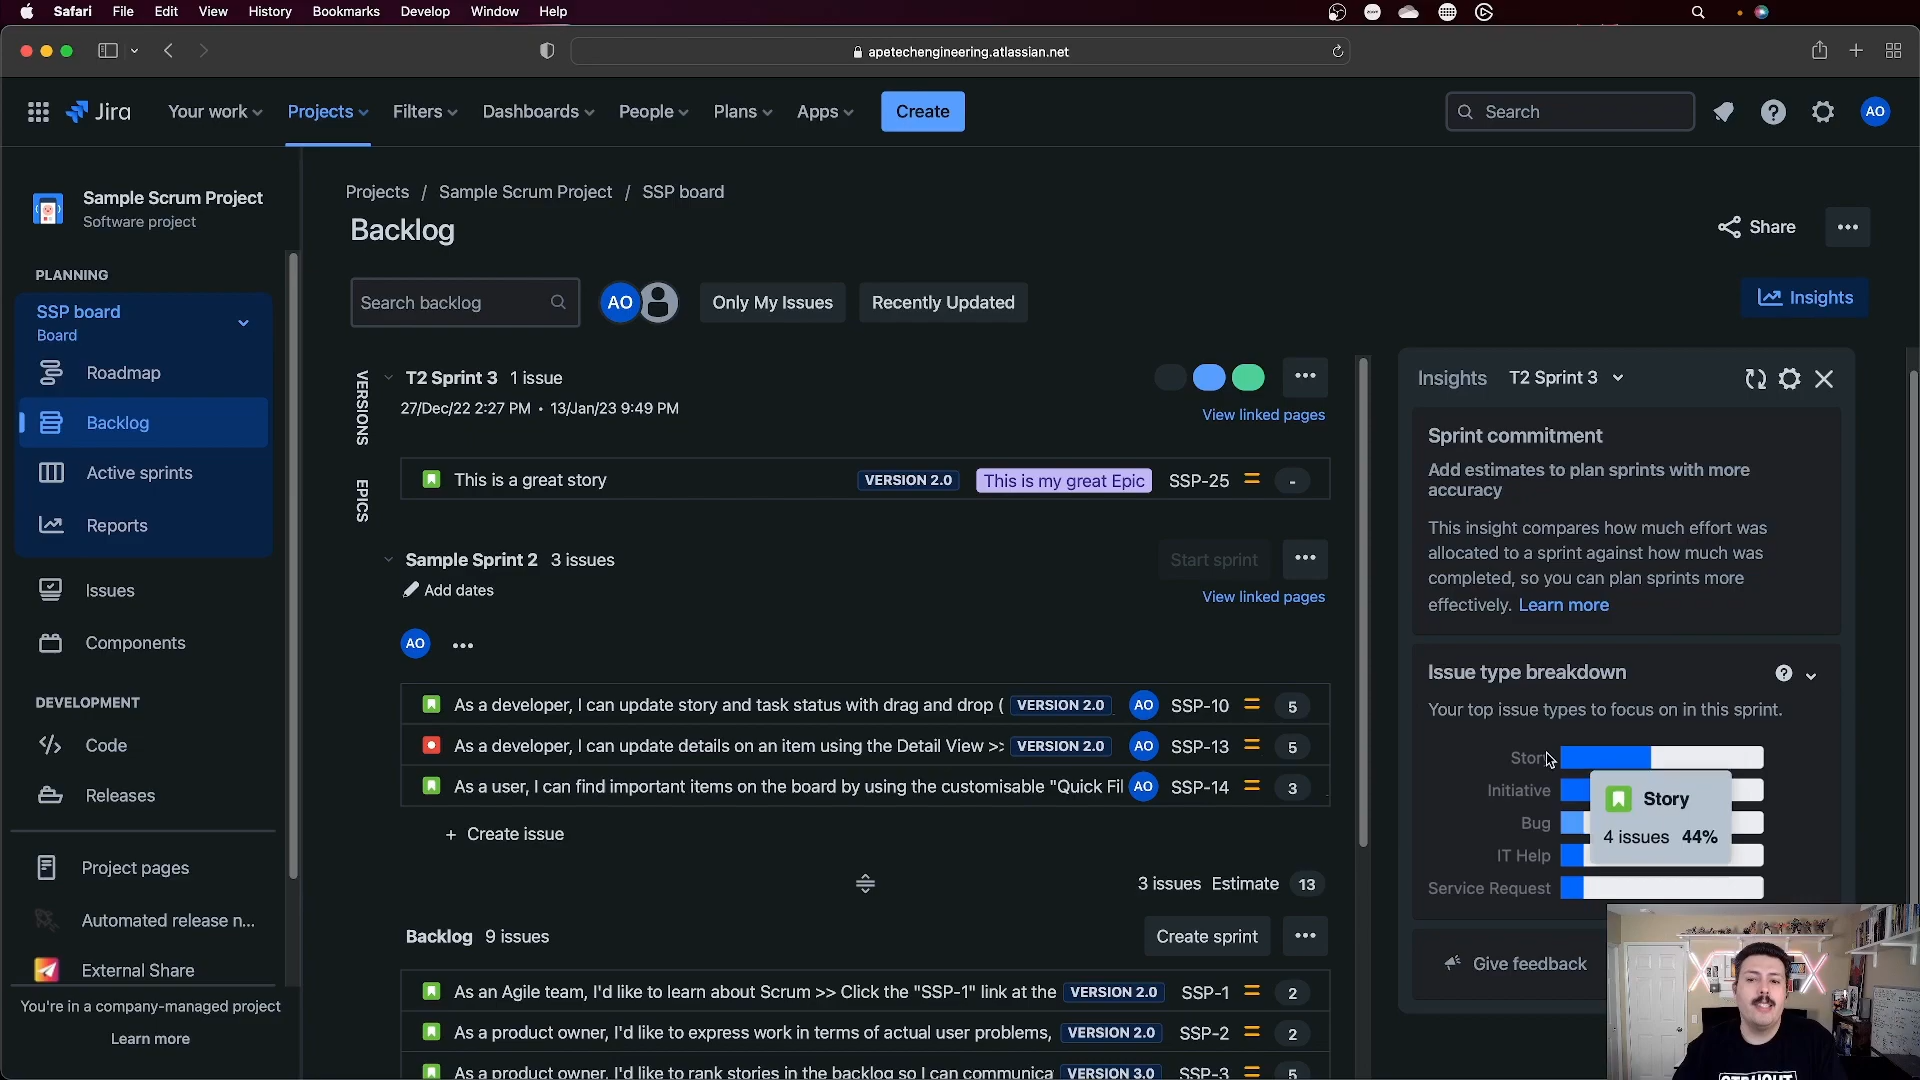 Safari File Edit View History Bookmarks Develop Window Help
apetechengineering.atlassian.net
Jira Your work Projects Filters Dashboards People Plans Apps Create Search AO
Sample Scrum Project
Software project
PLANNING
SSP board
Board
Roadmap
Backlog
Active sprints
Reports
Issues
Components
DEVELOPMENT
Code
Releases
Project pages
Automated release n...
External Share
You're in a company-managed project
Learn more
Projects / Sample Scrum Project / SSP board
Backlog
Share
Search backlog AO Only My Issues Recently Updated
Insights
VERSIONS
EPICS
T2 Sprint 3 1 issue
27/Dec/22 2:27 PM • 13/Jan/23 9:49 PM
View linked pages
This is a great story VERSION 2.0 This is my great Epic SSP-25 -
Sample Sprint 2 3 issues Start sprint
Add dates
View linked pages
AO
As a developer, I can update story and task status with drag and drop ( VERSION 2.0 AO SSP-10 5
As a developer, I can update details on an item using the Detail View >> VERSION 2.0 AO SSP-13 5
As a user, I can find important items on the board by using the customisable "Quick Fil AO SSP-14 3
+ Create issue
3 issues Estimate 13
Backlog 9 issues Create sprint
As an Agile team, I'd like to learn about Scrum >> Click the "SSP-1" link at the VERSION 2.0 SSP-1 2
As a product owner, I'd like to express work in terms of actual user problems, VERSION 2.0 SSP-2 2
As a product owner, I'd like to rank stories in the backlog so I can communica VERSION 3.0 SSP-3 5
Insights T2 Sprint 3
Sprint commitment
Add estimates to plan sprints with more
accuracy
This insight compares how much effort was
allocated to a sprint against how much was
completed, so you can plan sprints more
effectively. Learn more
Issue type breakdown
Your top issue types to focus on in this sprint.
Story
Initiative
Bug
IT Help
Service Request
Story
4 issues 44%
Give feedback